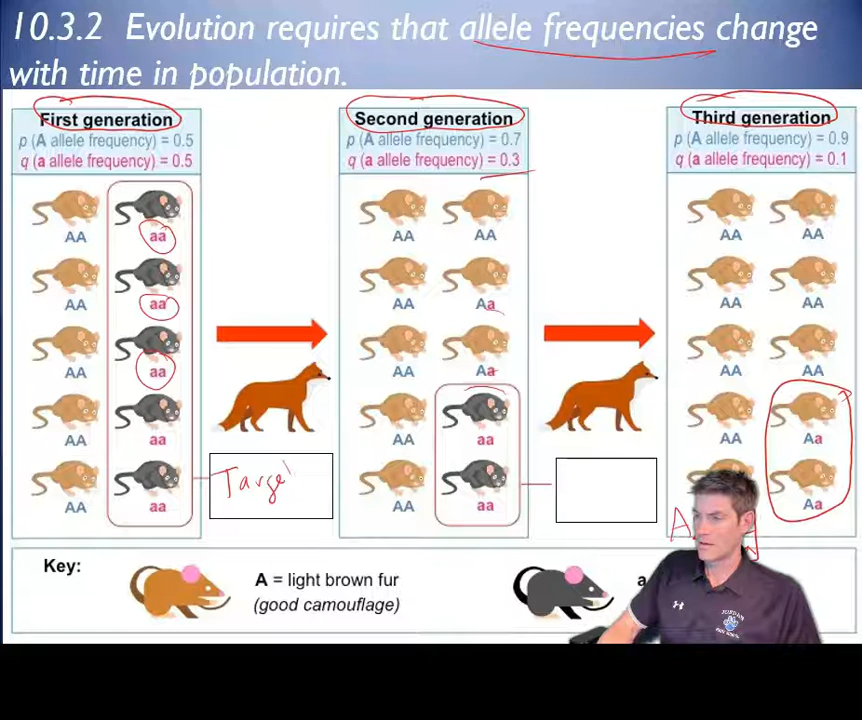 10.3.2 Evolution requires that allele frequencies change
with time in population.
First generation
p (A allele frequency) = 0.5
q (a allele frequency) = 0.5
AA aa
AA aa
AA aa
AA aa
AA aa
Target
Second generation
p (A allele frequency) = 0.7
q (a allele frequency) = 0.3
AA AA
AA Aa
AA Aa
AA aa
AA aa
Third generation
p (A allele frequency) = 0.9
q (a allele frequency) = 0.1
AA AA
AA AA
AA AA
AA Aa
Aa
A
Key:
A = light brown fur
(good camouflage)
a
JORDAN